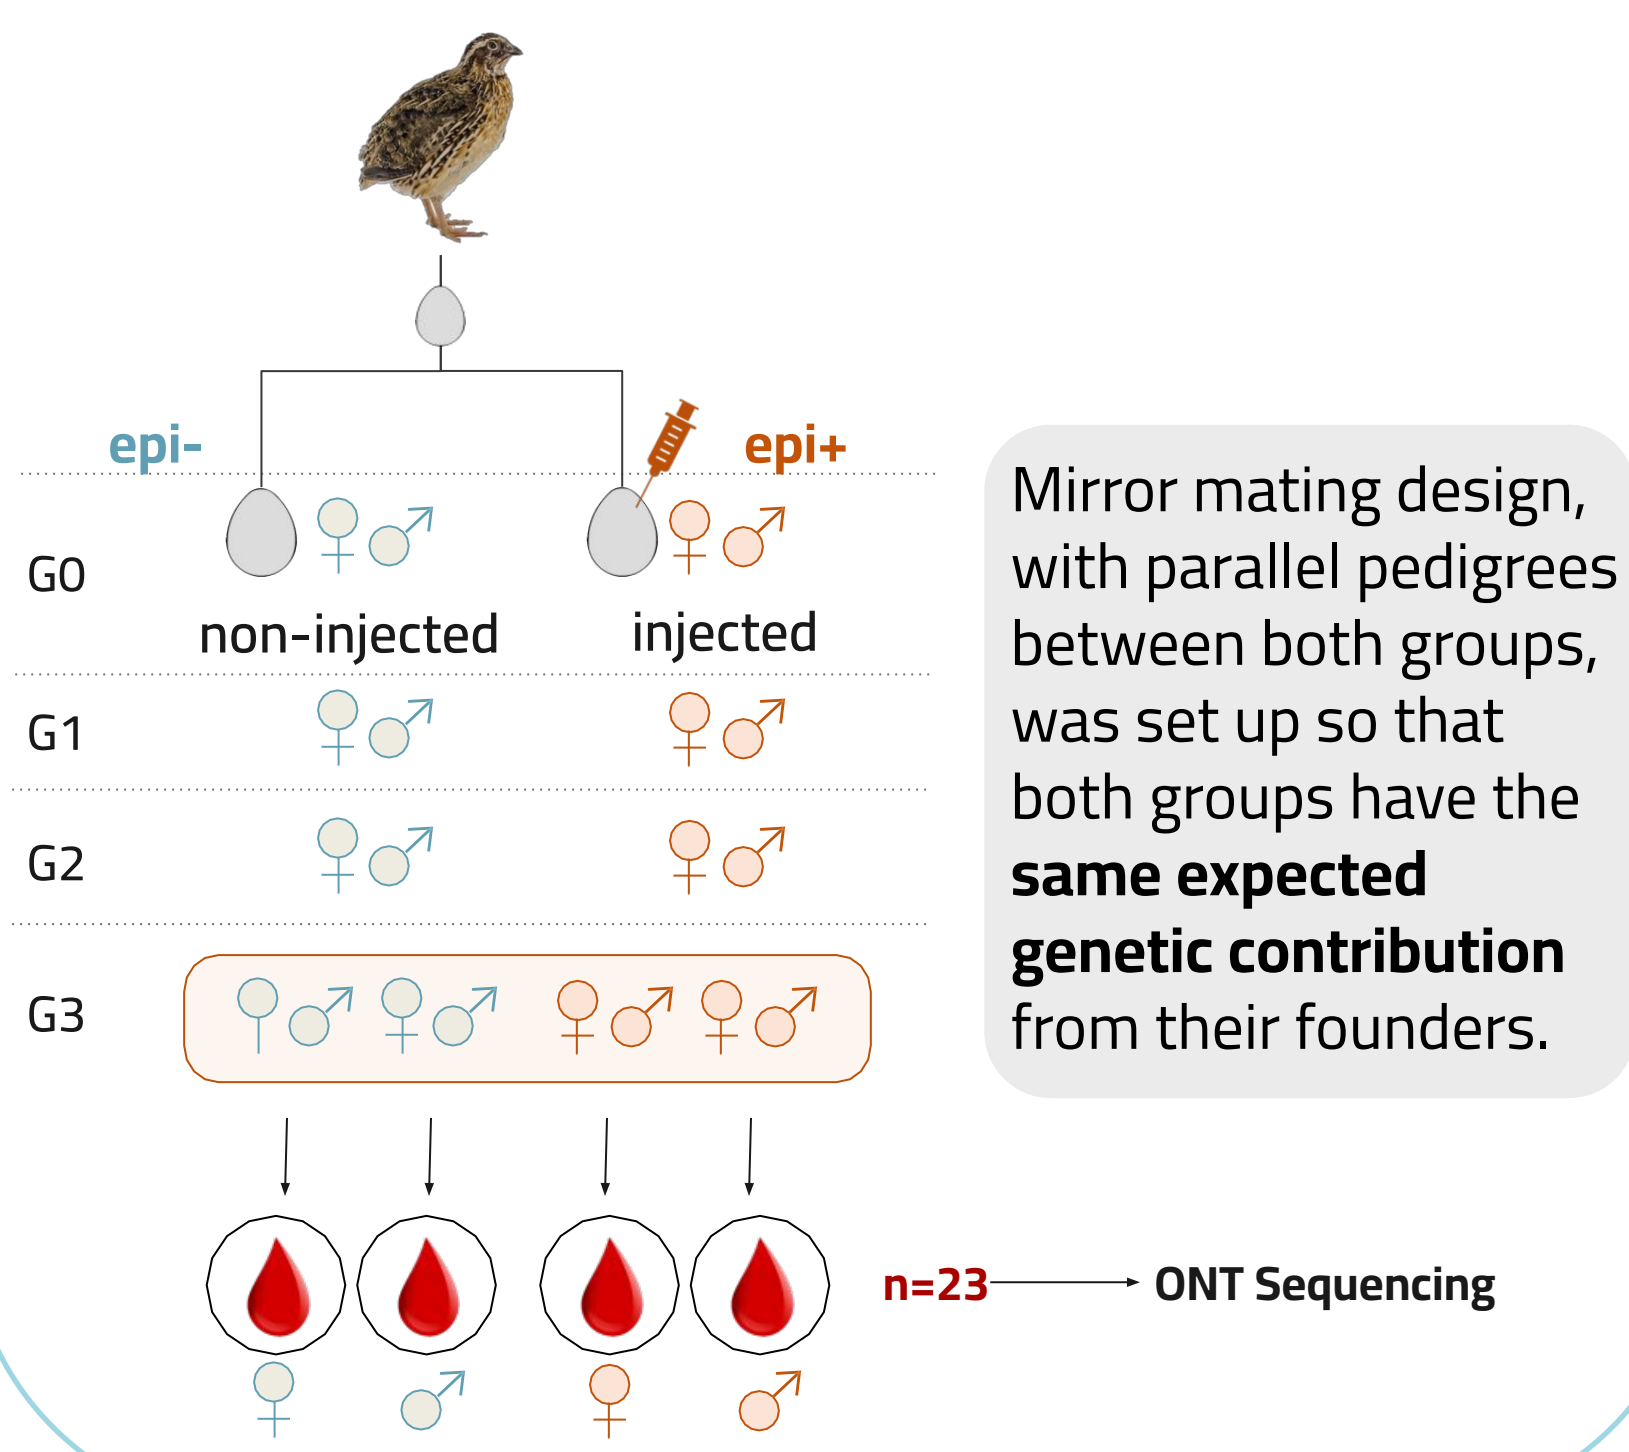 epi-
epi+
G0
non-injected
injected
G1
G2
G3
Mirror mating design,
with parallel pedigrees
between both groups,
was set up so that
both groups have the
same expected
genetic contribution
from their founders.
n=23
ONT Sequencing